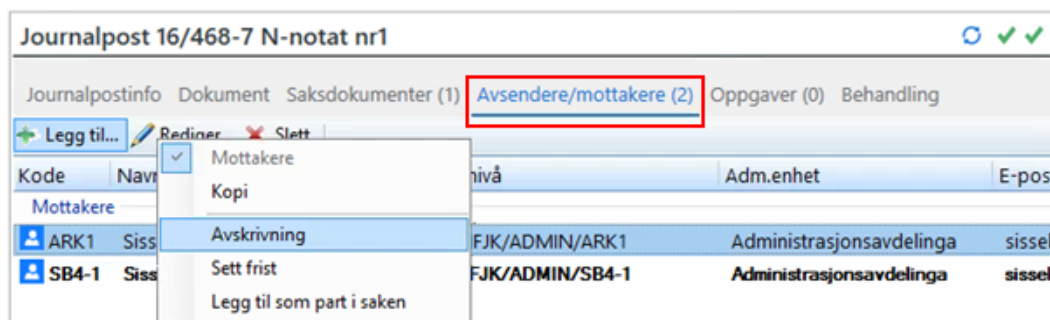 Journalpost 16/468-7 N-notat nr1
Journalpostinfo Dokument Saksdokumenter (1) Avsendere/mottakere (2) Oppgaver (0) Behandling
Legg til... Rediger Slett
Mottakere
Kode Adm.enhet
Kopi
Mottakere
Avskrivning
ARK1 FJK/ADMIN/ARK1 Administrasjonsavdelinga
Sett frist
SB4-1 FJK/ADMIN/SB4-1 Administrasjonsavdelinga
Legg til som part i saken